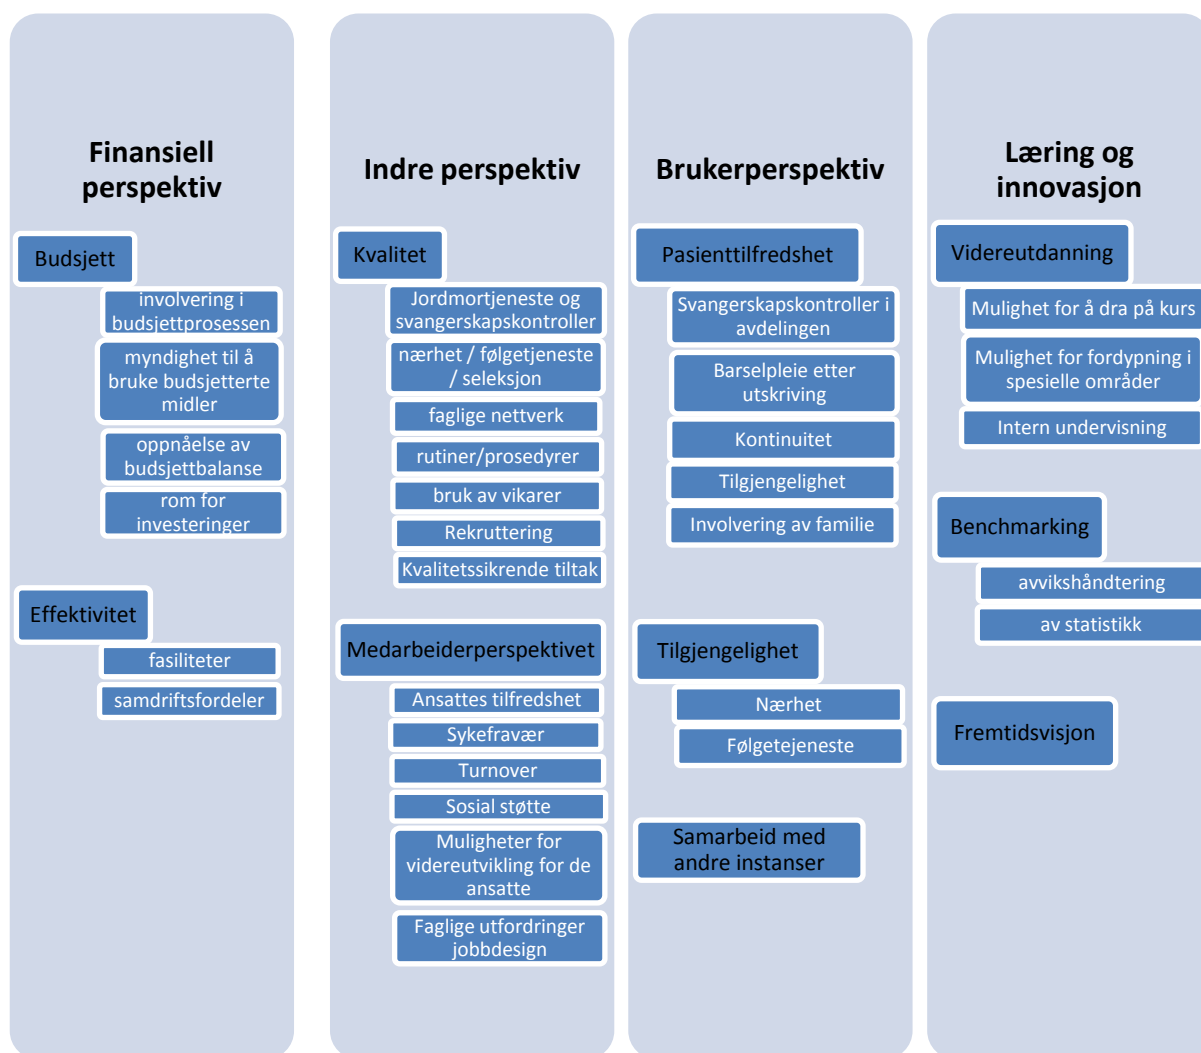 Finansiell
perspektiv
Budsjett
involvering i
budsjettprosessen
myndighet til å
bruke budsjetterte
midler
oppnåelse av
budsjettbalanse
rom for
investeringer
Effektivitet
fasiliteter
samdriftsfordeler
Indre perspektiv
Kvalitet
Jordmortjeneste og
svangerskapskontroller
nærhet / følgetjeneste
/ seleksjon
faglige nettverk
rutiner/prosedyrer
bruk av vikarer
Rekruttering
Kvalitetssikrende tiltak
Medarbeiderperspektivet
Ansattes tilfredshet
Sykefravær
Turnover
Sosial støtte
Muligheter for
videreutvikling for de
ansatte
Faglige utfordringer
jobbdesign
Brukerperspektiv
Pasienttilfredshet
Svangerskapskontroller i
avdelingen
Barselpleie etter
utskriving
Kontinuitet
Tilgjengelighet
Involvering av familie
Tilgjengelighet
Nærhet
Følgetejeneste
Samarbeid med
andre instanser
Læring og
innovasjon
Videreutdanning
Mulighet for å dra på kurs
Mulighet for fordypning i
spesielle områder
Intern undervisning
Benchmarking
avvikshåndtering
av statistikk
Fremtidsvisjon